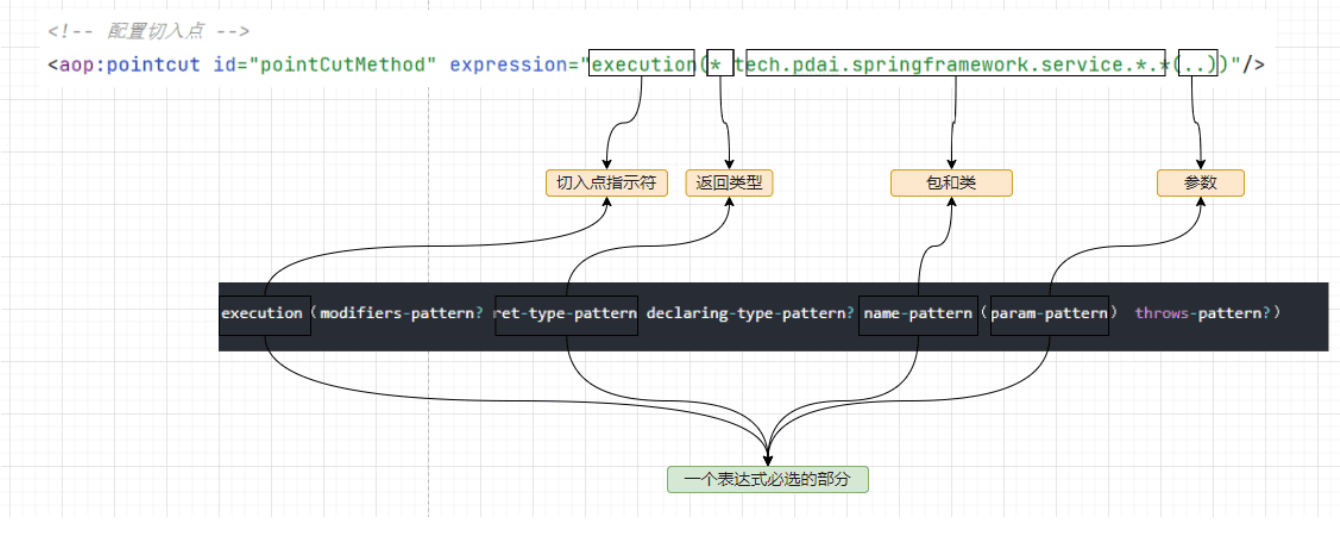 <!-- 配置切入点 -->
<aop:pointcut id="pointCutMethod" expression="execution(* tech.pdai.springframework.service.*.*(..))"/>
切入点指示符 返回类型 包和类 参数
execution（modifiers-pattern? ret-type-pattern declaring-type-pattern? name-pattern（param-pattern） throws-pattern?）
一个表达式必选的部分